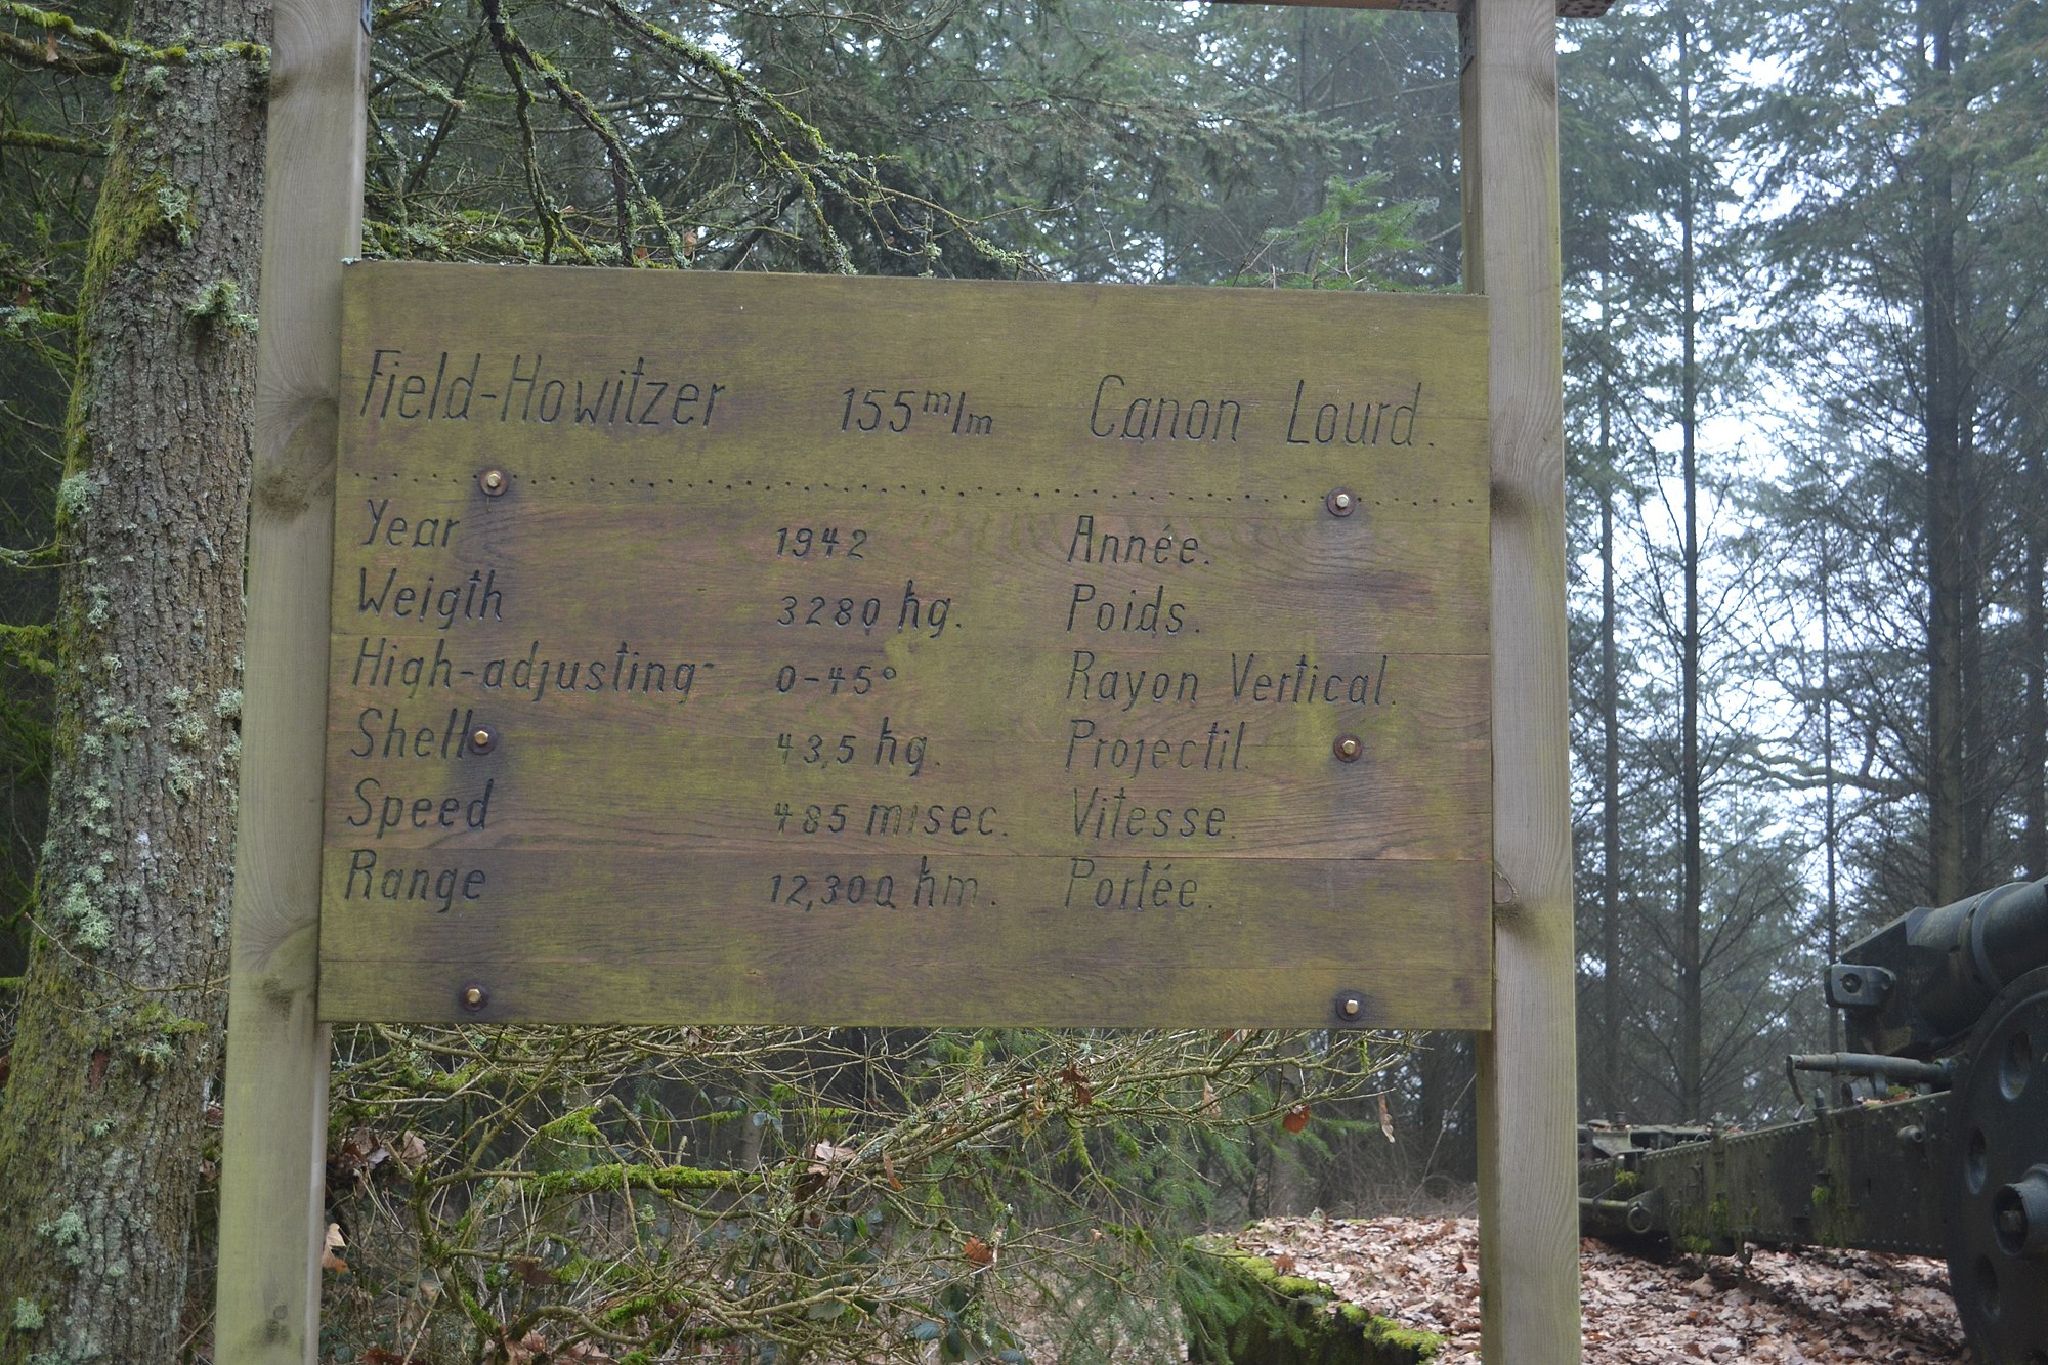 Field-Howitzer 155 m/m Canon Lourd.
Year 1942 Année.
Weigth 3280 kg. Poids.
High-adjusting 0-45° Rayon Vertical.
Shell 43,5 kg. Projectil.
Speed 485 m/sec. Vitesse.
Range 12,300 km. Portée.